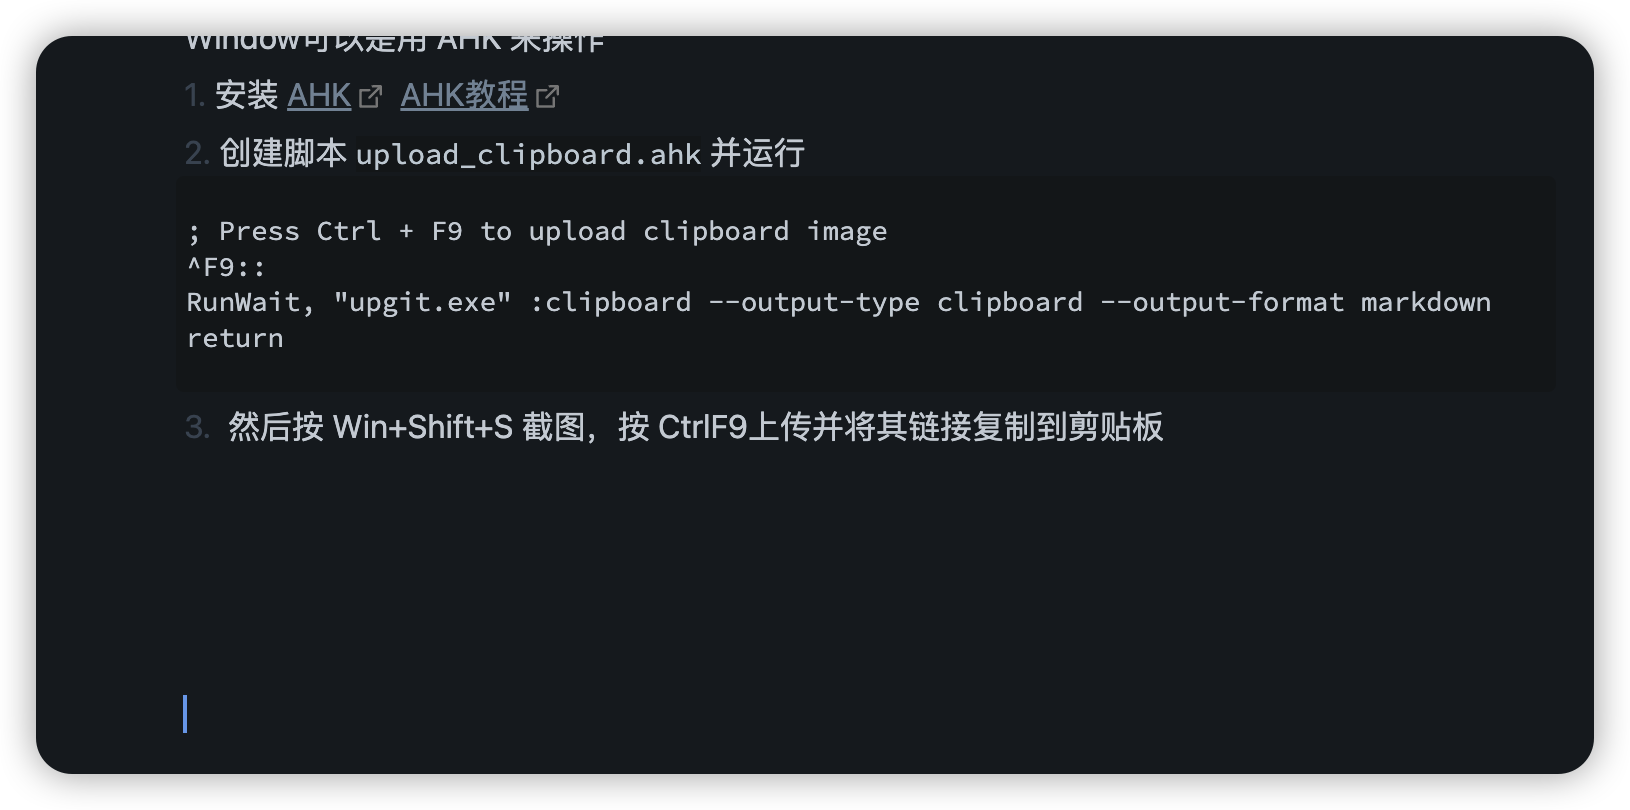 Window可以是用 AHK 来操作
1. 安装 AHK AHK教程
2. 创建脚本 upload_clipboard.ahk 并运行
; Press Ctrl + F9 to upload clipboard image
^F9::
RunWait, "upgit.exe" :clipboard --output-type clipboard --output-format markdown
return
3. 然后按 Win+Shift+S 截图，按 CtrlF9上传并将其链接复制到剪贴板